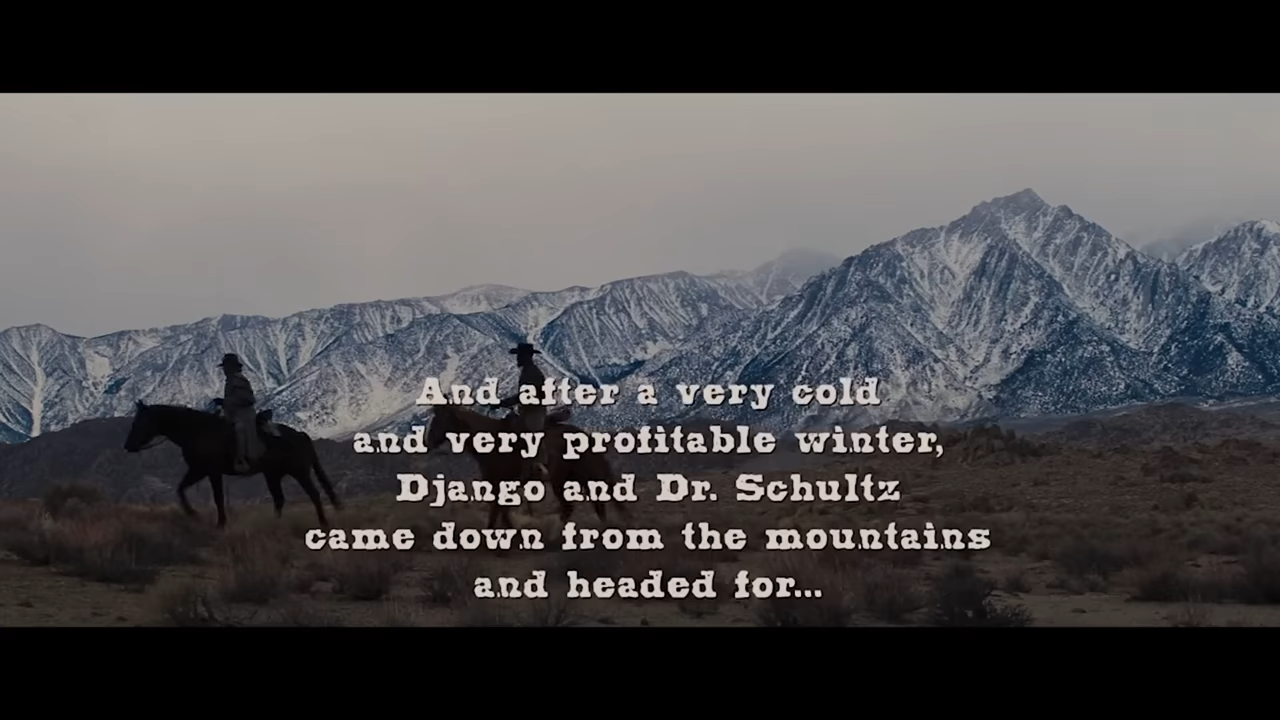 And after a very cold
and very profitable winter,
Django and Dr. Schultz
came down from the mountains
and headed for...